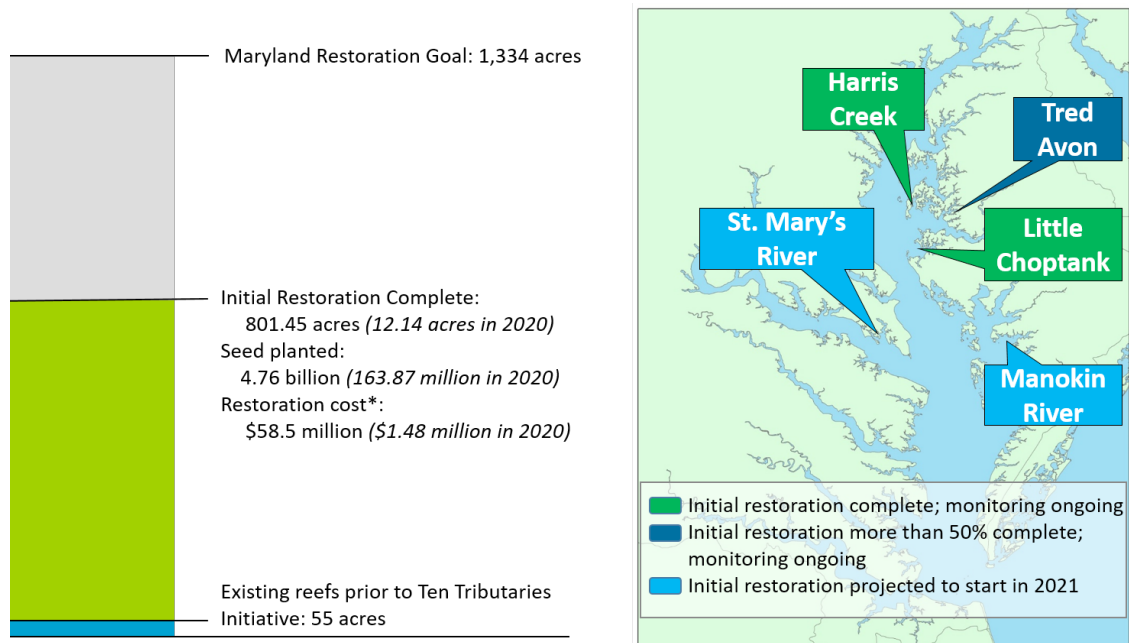 Maryland Restoration Goal: 1,334 acres
Initial Restoration Complete:
801.45 acres (12.14 acres in 2020)
Seed planted:
4.76 billion (163.87 million in 2020)
Restoration cost*:
$58.5 million ($1.48 million in 2020)
Existing reefs prior to Ten Tributaries
Initiative: 55 acres
Harris
Creek
Tred
Avon
St. Mary’s
River
Little
Choptank
Manokin
River
Initial restoration complete; monitoring ongoing
Initial restoration more than 50% complete;
monitoring ongoing
Initial restoration projected to start in 2021